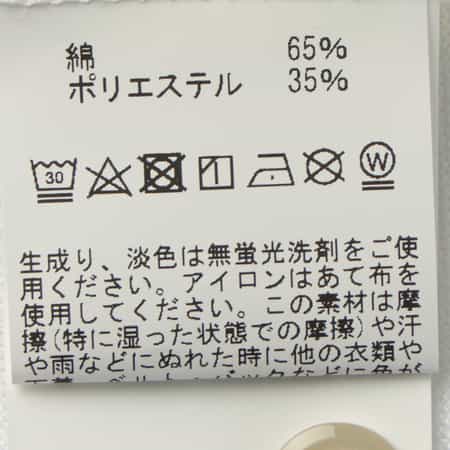 綿 65%
ポリエステル 35%
30 W
生成り、淡色は無蛍光洗剤をご使
用ください。アイロンはあて布を
使用してください。この素材は摩
擦(特に湿った状態での摩擦)や汗
や雨などにぬれた時に他の衣類や